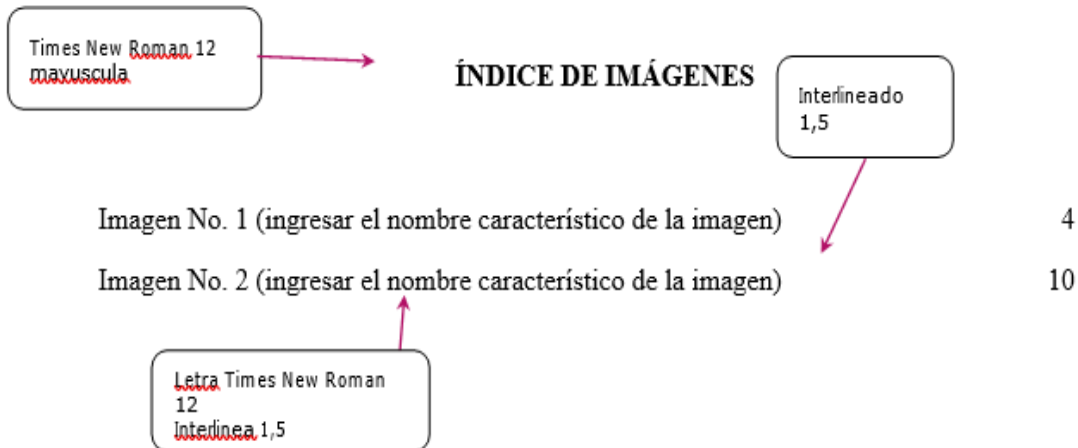 Times New Roman 12
mayuscula
ÍNDICE DE IMÁGENES
Interlineado
1,5
Imagen No. 1 (ingresar el nombre característico de la imagen) 4
Imagen No. 2 (ingresar el nombre característico de la imagen) 10
Letra Times New Roman
12
Interlinea 1,5